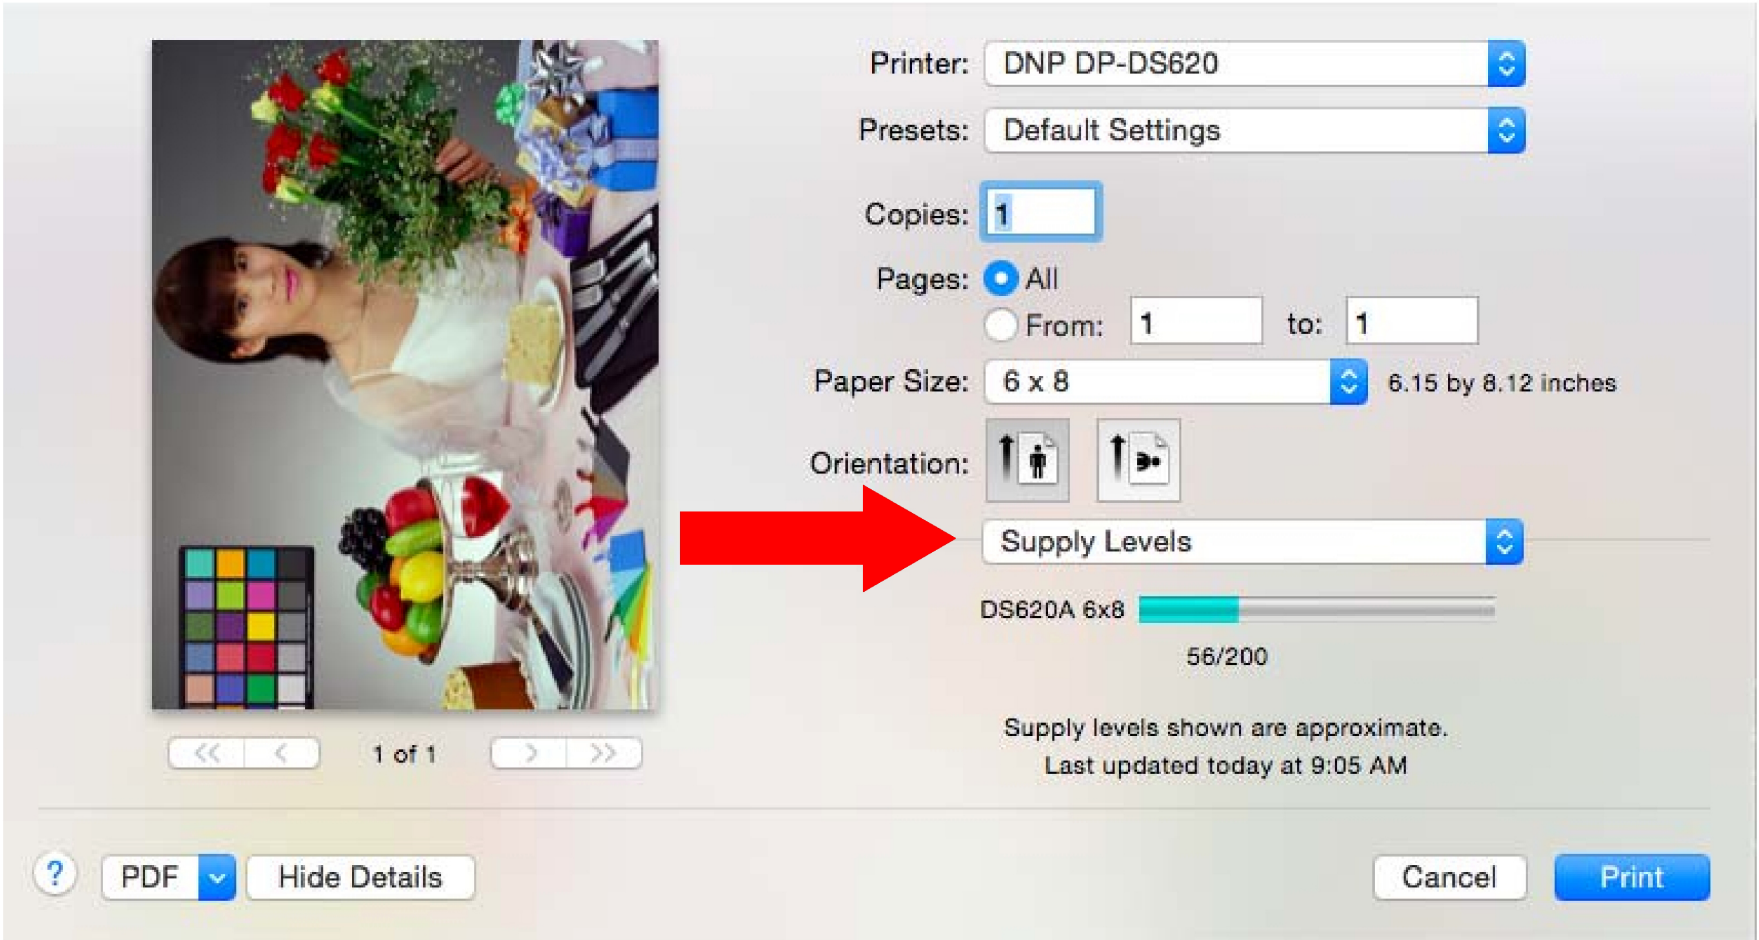 Printer: DNP DP-DS620
Presets: Default Settings
Copies: 1
Pages: All
From: 1 to: 1
Paper Size: 6 x 8 6.15 by 8.12 inches
Orientation:
Supply Levels
DS620A 6x8
56/200
Supply levels shown are approximate.
Last updated today at 9:05 AM
<< < 1 of 1 > >>
? PDF Hide Details Cancel Print